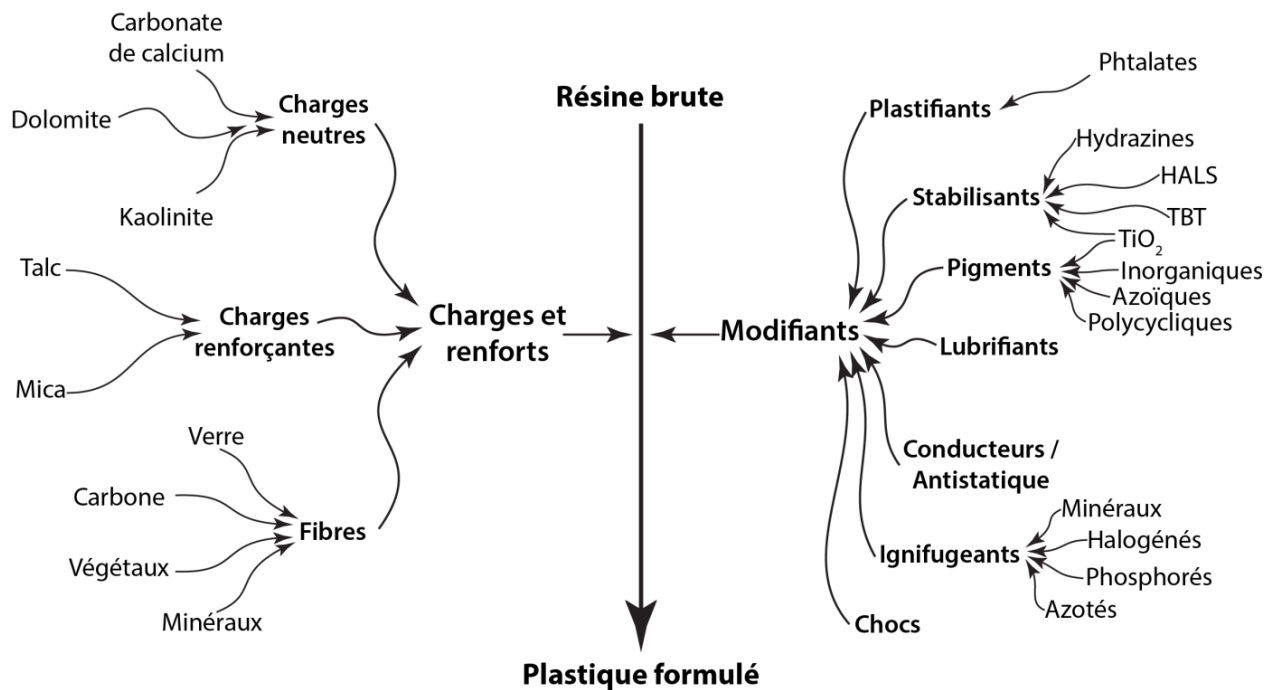 Carbonate
de calcium
Dolomite
Charges
neutres
Kaolinite
Talc
Charges
renforçantes
Mica
Verre
Carbone
Fibres
Végétaux
Minéraux
Charges et
renforts
Résine brute
Plastique formulé
Modifiants
Plastifiants
Phtalates
Stabilisants
Hydrazines
HALS
TBT
TiO₂
Pigments
Inorganiques
Azoïques
Polycycliques
Lubrifiants
Conducteurs /
Antistatique
Ignifugeants
Minéraux
Halogénés
Phosphorés
Azotés
Chocs